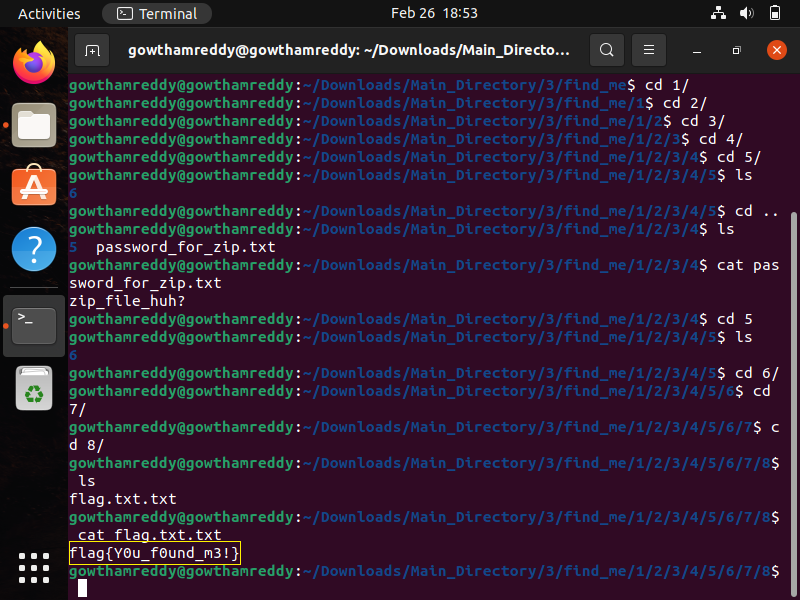 Activities
Terminal
Feb 26 18:53
gowthamreddy@gowthamreddy: ~/Downloads/Main_Directo...
gowthamreddy@gowthamreddy:~/Downloads/Main_Directory/3/find_me$ cd 1/
gowthamreddy@gowthamreddy:~/Downloads/Main_Directory/3/find_me/1$ cd 2/
gowthamreddy@gowthamreddy:~/Downloads/Main_Directory/3/find_me/1/2$ cd 3/
gowthamreddy@gowthamreddy:~/Downloads/Main_Directory/3/find_me/1/2/3$ cd 4/
gowthamreddy@gowthamreddy:~/Downloads/Main_Directory/3/find_me/1/2/3/4$ cd 5/
gowthamreddy@gowthamreddy:~/Downloads/Main_Directory/3/find_me/1/2/3/4/5$ ls
6
gowthamreddy@gowthamreddy:~/Downloads/Main_Directory/3/find_me/1/2/3/4/5$ cd ..
gowthamreddy@gowthamreddy:~/Downloads/Main_Directory/3/find_me/1/2/3/4$ ls
5  password_for_zip.txt
gowthamreddy@gowthamreddy:~/Downloads/Main_Directory/3/find_me/1/2/3/4$ cat pas
sword_for_zip.txt
zip_file_huh?
gowthamreddy@gowthamreddy:~/Downloads/Main_Directory/3/find_me/1/2/3/4$ cd 5
gowthamreddy@gowthamreddy:~/Downloads/Main_Directory/3/find_me/1/2/3/4/5$ ls
6
gowthamreddy@gowthamreddy:~/Downloads/Main_Directory/3/find_me/1/2/3/4/5$ cd 6/
gowthamreddy@gowthamreddy:~/Downloads/Main_Directory/3/find_me/1/2/3/4/5/6$ cd
7/
gowthamreddy@gowthamreddy:~/Downloads/Main_Directory/3/find_me/1/2/3/4/5/6/7$ c
d 8/
gowthamreddy@gowthamreddy:~/Downloads/Main_Directory/3/find_me/1/2/3/4/5/6/7/8$
ls
flag.txt.txt
gowthamreddy@gowthamreddy:~/Downloads/Main_Directory/3/find_me/1/2/3/4/5/6/7/8$
cat flag.txt.txt
flag{Y0u_f0und_m3!}
gowthamreddy@gowthamreddy:~/Downloads/Main_Directory/3/find_me/1/2/3/4/5/6/7/8$